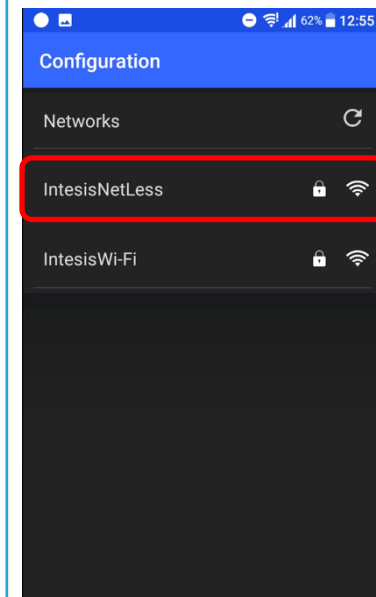 62% 12:55
Configuration
Networks
IntesisNetLess
IntesisWi-Fi